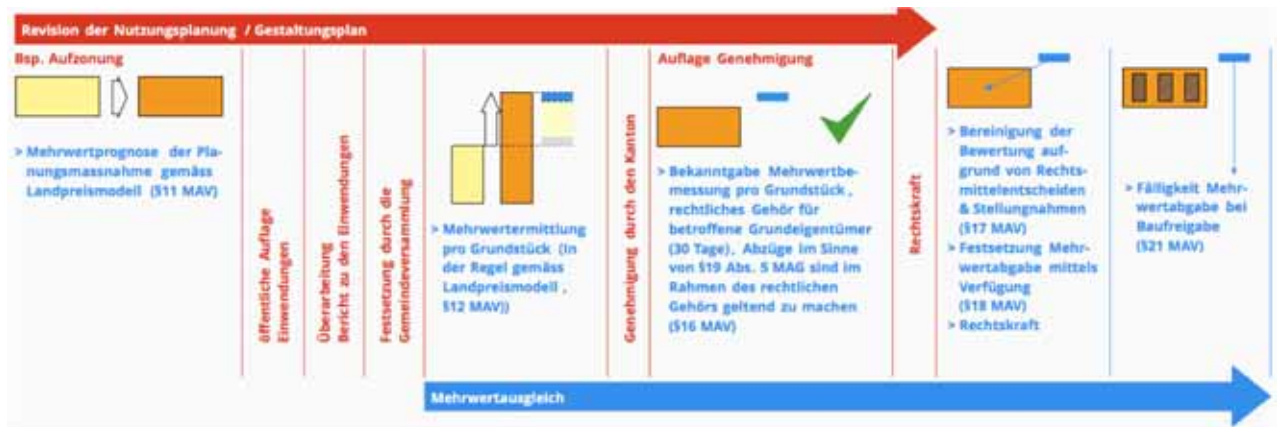 Revision der Nutzungsplanung / Gestaltungsplan
Bsp. Aufzonung
> Mehrwertprognose der Pla-
nungsmassnahme gemäss
Landpreismodell (§11 MAV)
öffentliche Auflage
Einwendungen
Überarbeitung
Bericht zu den Einwendungen
Festsetzung durch die
Gemeindeversammlung
> Mehrwertermittlung
pro Grundstück (in
der Regel gemäss
Landpreismodell,
§12 MAV))
Genehmigung durch den Kanton
Auflage Genehmigung
> Bekanntgabe Mehrwertbe-
messung pro Grundstück,
rechtliches Gehör für
betroffene Grundeigentümer
(30 Tage), Abzüge im Sinne
von §19 Abs. 5 MAG sind im
Rahmen des rechtlichen
Gehörs geltend zu machen
(§16 MAV)
Rechtskraft
> Bereinigung der
Bewertung auf-
grund von Rechts-
mittelentscheiden
& Stellungnahmen
(§17 MAV)
> Festsetzung Mehr-
wertabgabe mittels
Verfügung
(§18 MAV)
> Rechtskraft
> Fälligkeit Mehr-
wertabgabe bei
Baufreigabe
(§21 MAV)
Mehrwertausgleich